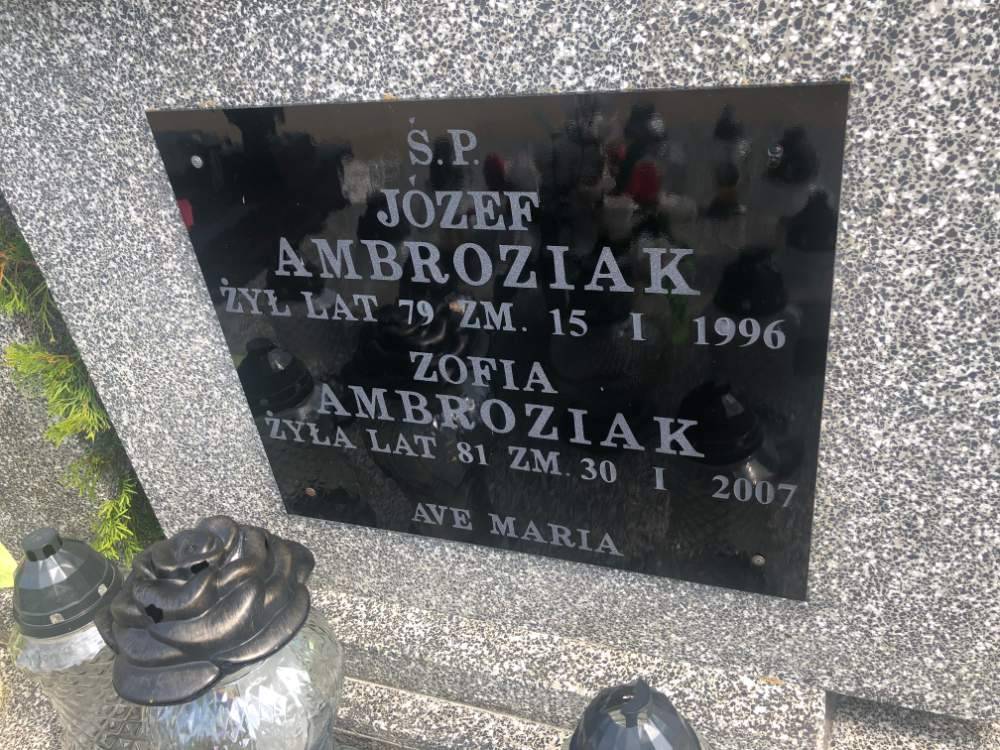 Ś.P.
JÓZEF
AMBROZIAK
ŻYŁ LAT 79 ZM. 15 I 1996
ZOFIA
AMBROZIAK
ŻYŁA LAT 81 ZM. 30 I 2007
AVE MARIA